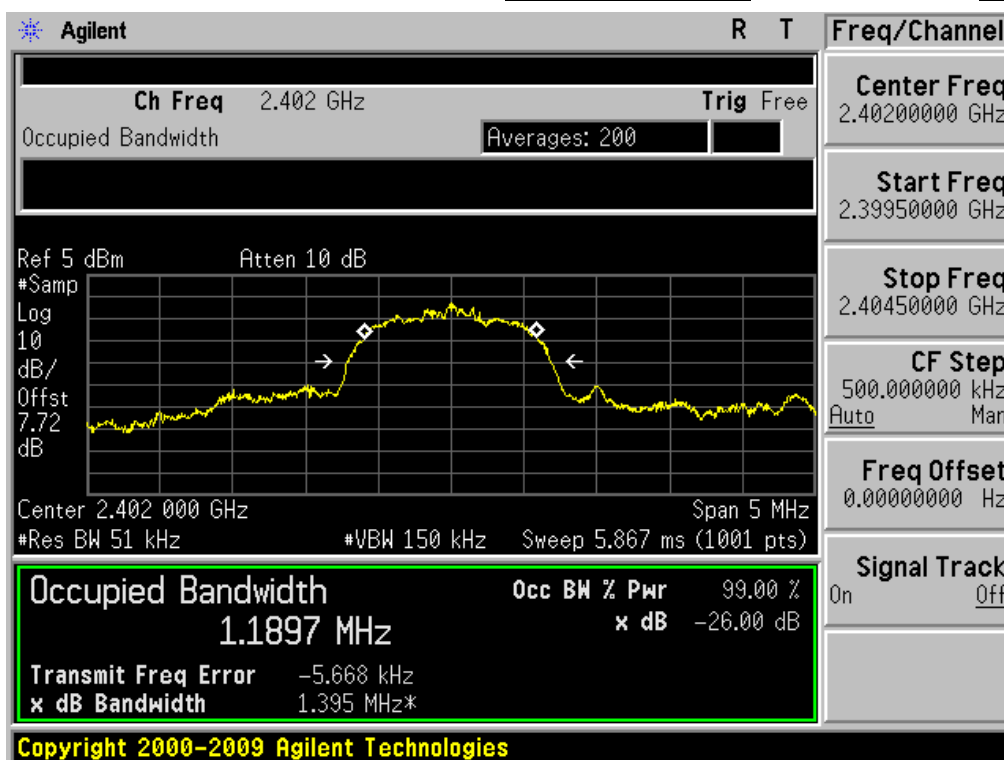 Agilent R T
Ch Freq 2.402 GHz Trig Free
Occupied Bandwidth Averages: 200
Ref 5 dBm Atten 10 dB
#Samp
Log
10
dB/
Offst
7.72
dB
Center 2.402 000 GHz Span 5 MHz
#Res BW 51 kHz #VBW 150 kHz Sweep 5.867 ms (1001 pts)
Occupied Bandwidth Occ BW % Pwr 99.00 %
1.1897 MHz x dB -26.00 dB
Transmit Freq Error -5.668 kHz
x dB Bandwidth 1.395 MHz*
Copyright 2000-2009 Agilent Technologies
Freq/Channel
Center Freq
2.40200000 GHz
Start Freq
2.39950000 GHz
Stop Freq
2.40450000 GHz
CF Step
500.000000 kHz
Auto Man
Freq Offset
0.00000000 Hz
Signal Track
On Off